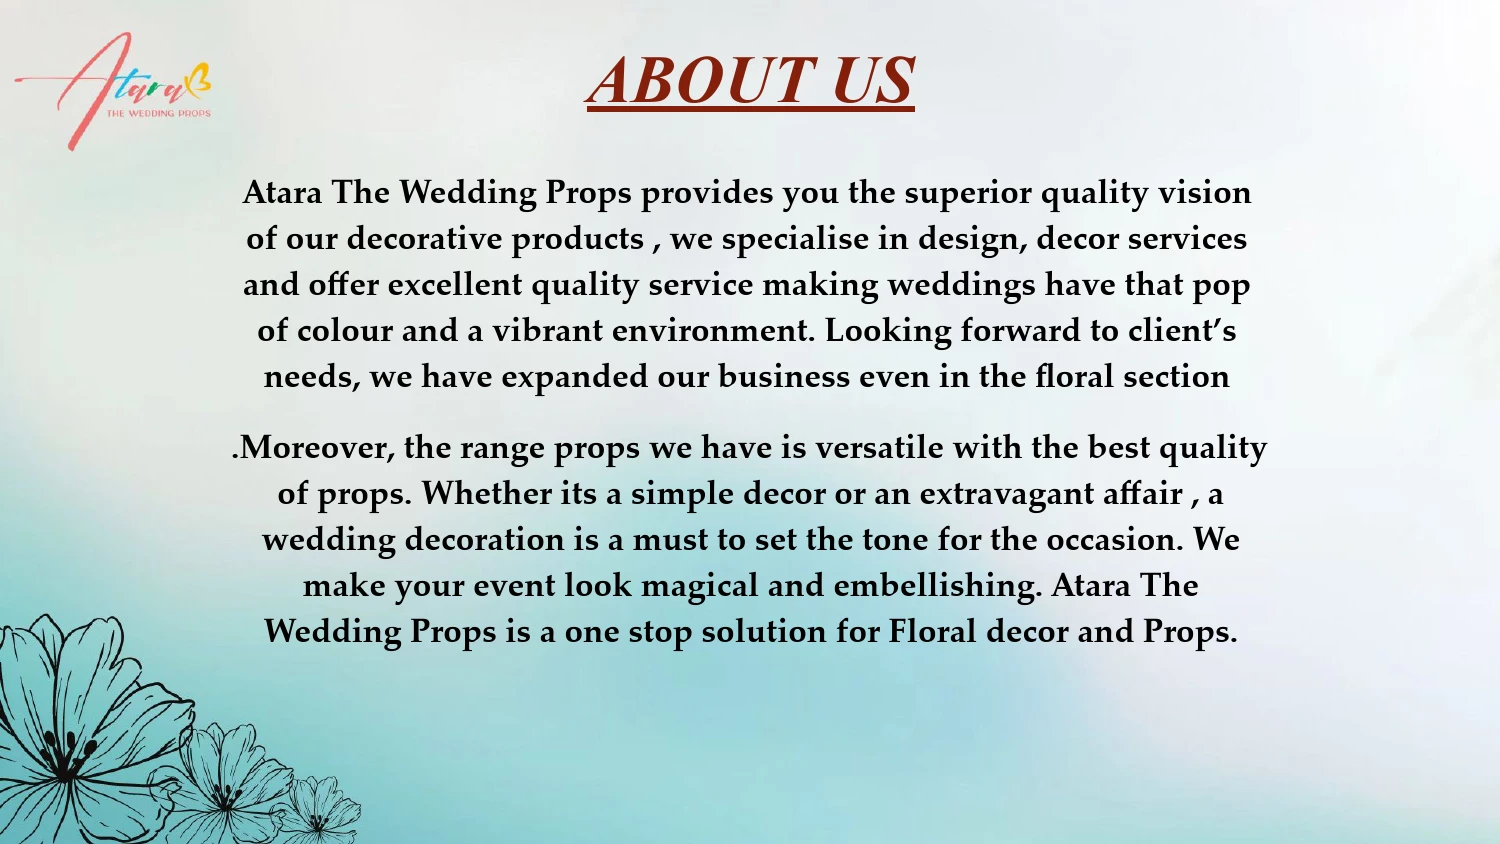 Atara
THE WEDDING PROPS
ABOUT US
Atara The Wedding Props provides you the superior quality vision
of our decorative products , we specialise in design, decor services
and offer excellent quality service making weddings have that pop
of colour and a vibrant environment. Looking forward to client’s
needs, we have expanded our business even in the floral section
.Moreover, the range props we have is versatile with the best quality
of props. Whether its a simple decor or an extravagant affair , a
wedding decoration is a must to set the tone for the occasion. We
make your event look magical and embellishing. Atara The
Wedding Props is a one stop solution for Floral decor and Props.